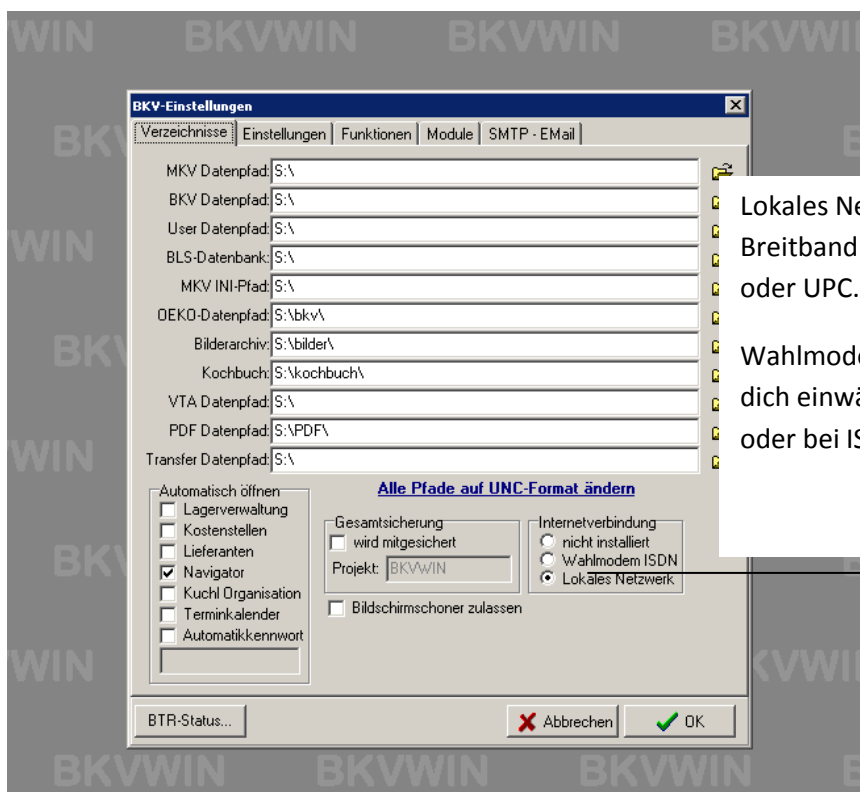 WIN BKVWIN BKVWIN BKVWI
BKV-Einstellungen
Verzeichnisse Einstellungen Funktionen Module SMTP - EMail
MKV Datenpfad: S:\
BKV Datenpfad: S:\
User Datenpfad: S:\
BLS-Datenbank: S:\
MKV INI-Pfad: S:\
OEKO-Datenpfad: S:\bkv\
Bilderarchiv: S:\bilder\
Kochbuch: S:\kochbuch\
VTA Datenpfad: S:\
PDF Datenpfad: S:\PDF\
Transfer Datenpfad: S:\
Lokales Ne
Breitband
oder UPC.
Wahlmode
dich einwä
oder bei IS
Alle Pfade auf UNC-Format ändern
Automatisch öffnen
Lagerverwaltung
Kostenstellen
Lieferanten
Navigator
Kuchl Organisation
Terminkalender
Automatikkennwort
Gesamtsicherung
wird mitgesichert
Projekt: BKVWIN
Internetverbindung
nicht installiert
Wahlmodem ISDN
Lokales Netzwerk
Bildschirmschoner zulassen
BTR-Status...
Abbrechen
OK
BKVWIN BKVWIN BKVWIN